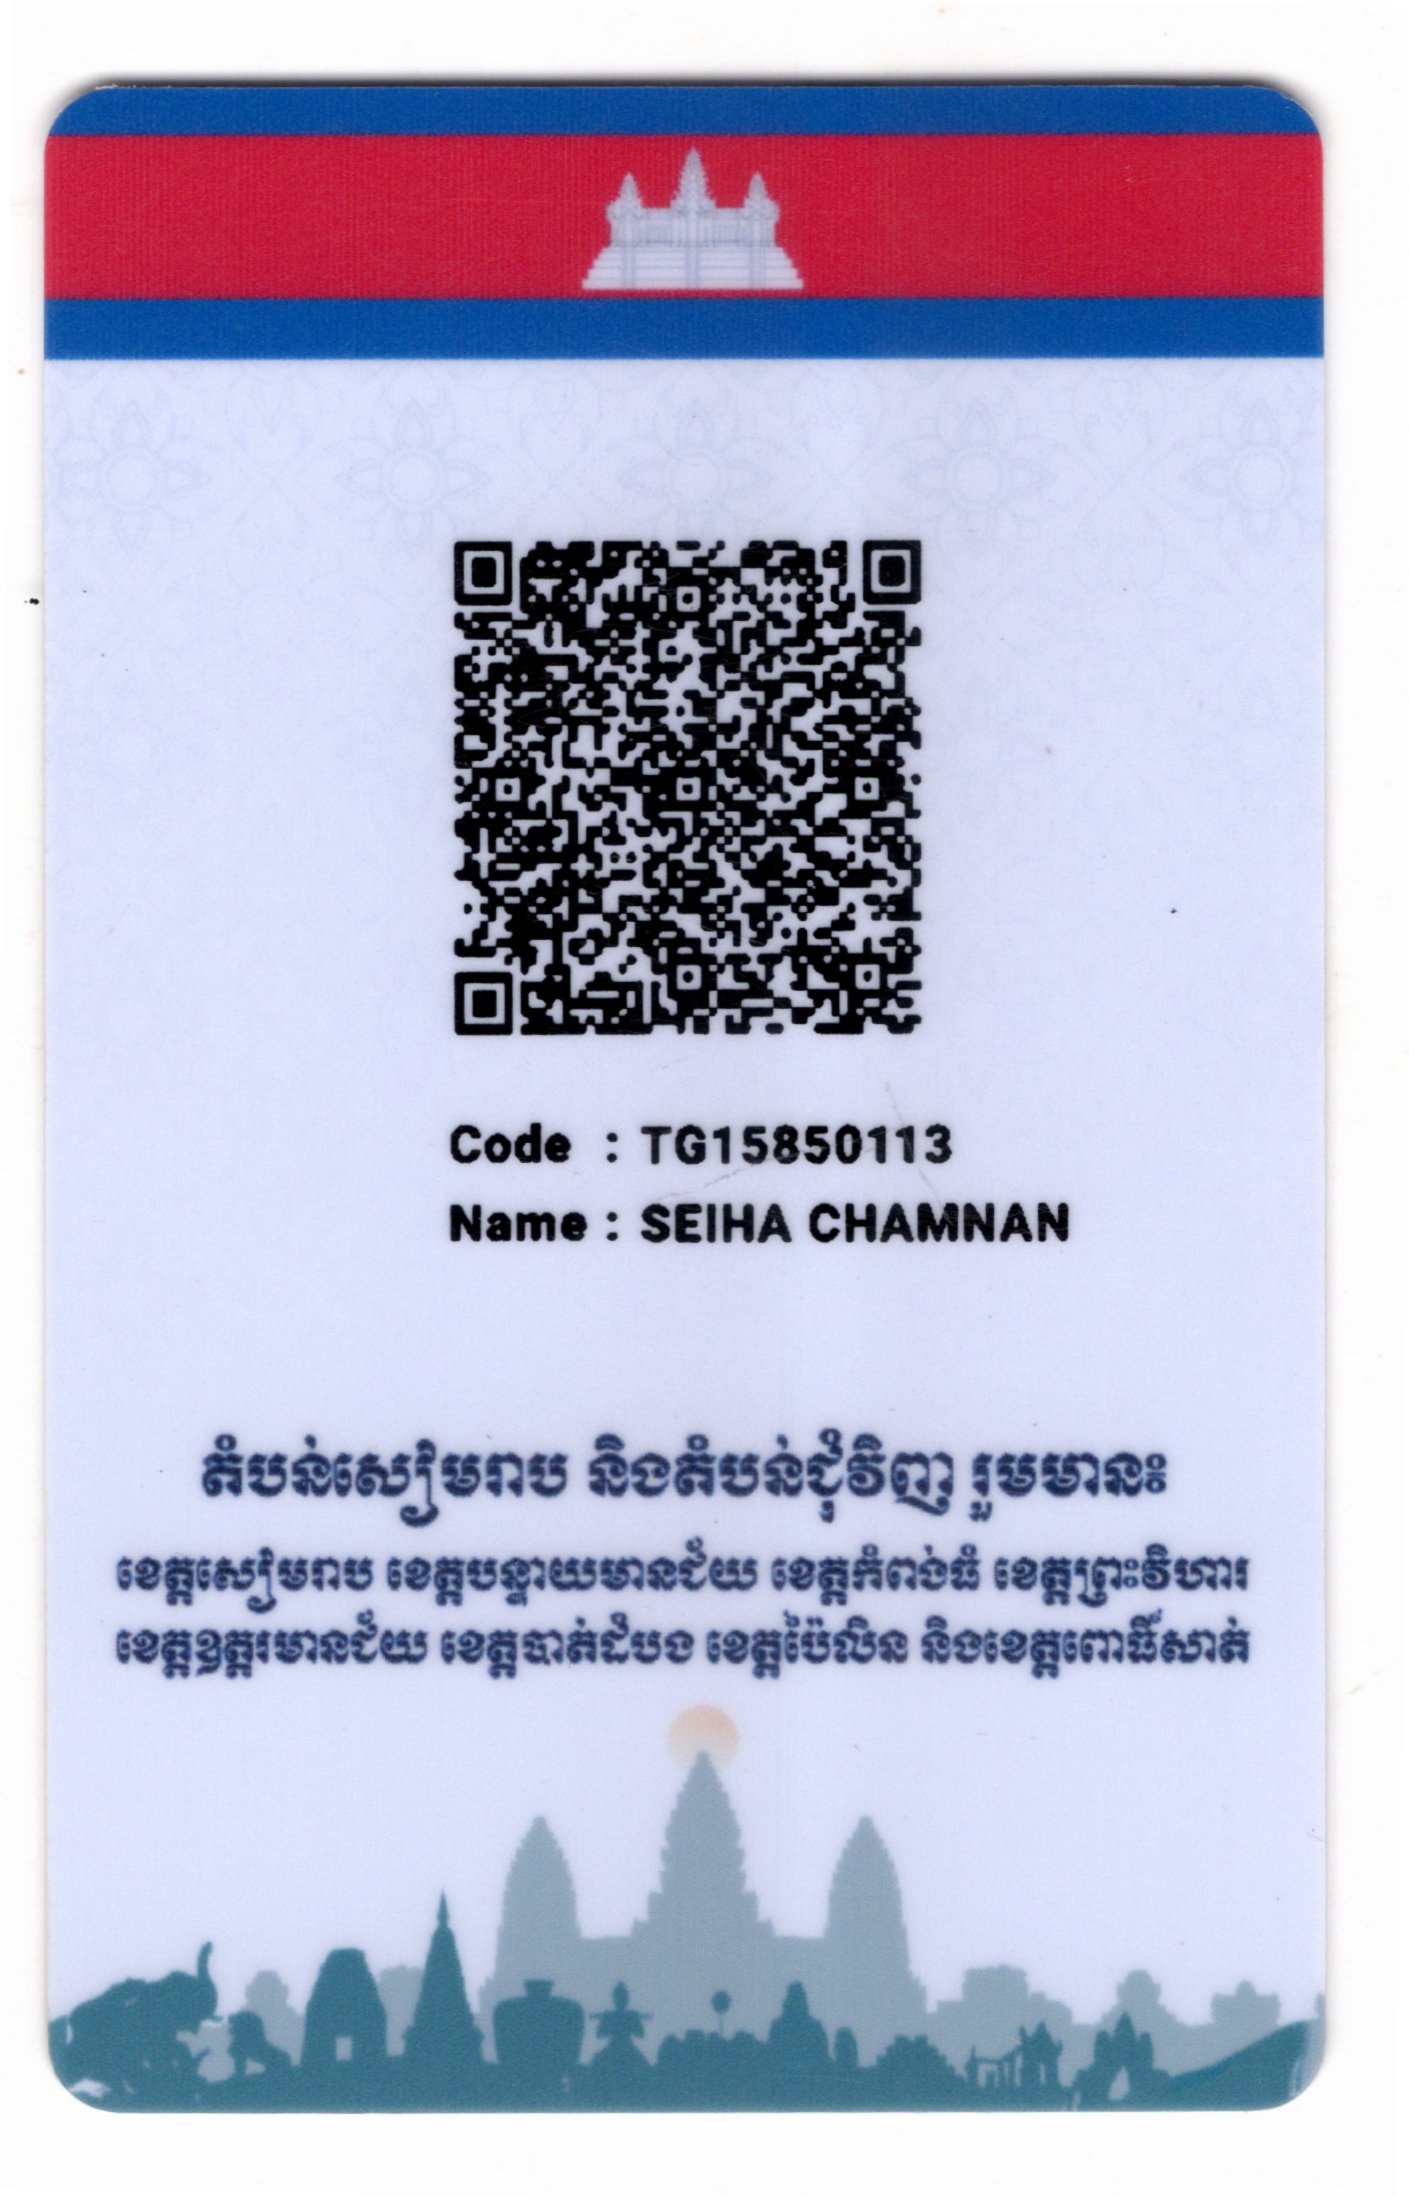 Code : TG15850113
Name : SEIHA CHAMNAN
តំបន់សៀមរាប និងតំបន់ជុំវិញ រួមមានៈ
ខេត្តសៀមរាប ខេត្តបន្ទាយមានជ័យ ខេត្តកំពង់ធំ ខេត្តព្រះវិហារ
ខេត្តឧត្តរមានជ័យ ខេត្តបាត់ដំបង ខេត្តប៉ៃលិន និងខេត្តពោធិ៍សាត់